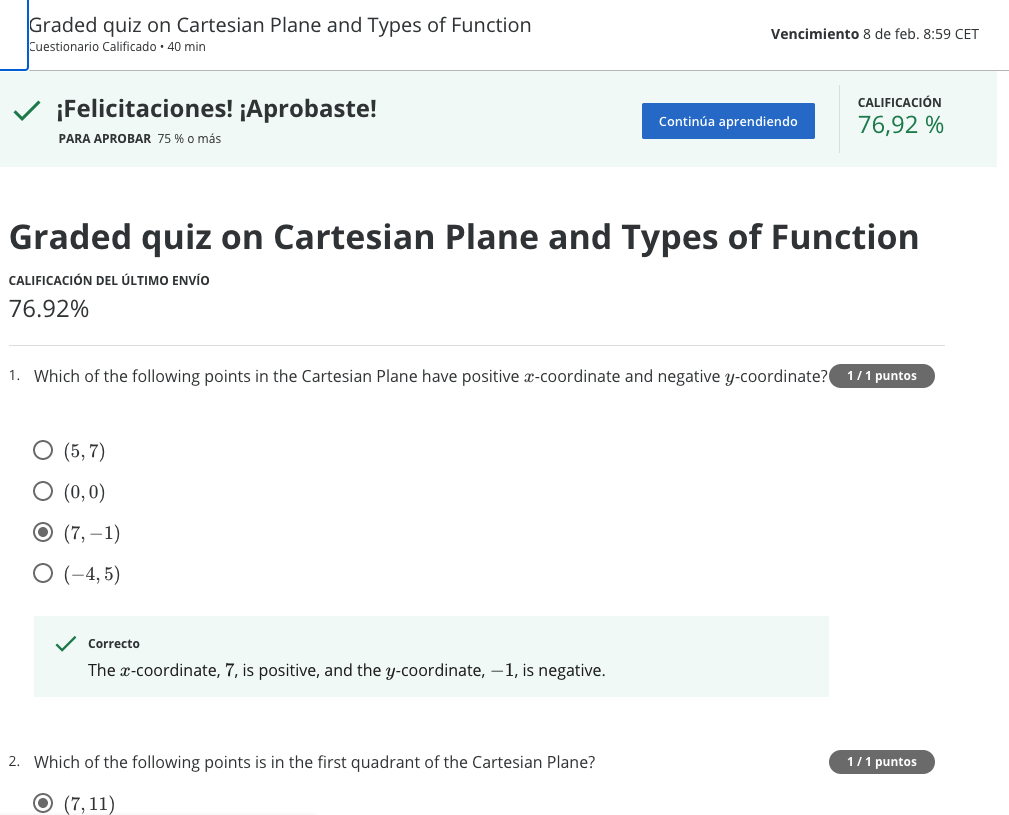 Graded quiz on Cartesian Plane and Types of Function
Cuestionario Calificado • 40 min
Vencimiento 8 de feb. 8:59 CET
¡Felicitaciones! ¡Aprobaste!
PARA APROBAR 75 % o más
Continúa aprendiendo
CALIFICACIÓN
76,92 %
Graded quiz on Cartesian Plane and Types of Function
CALIFICACIÓN DEL ÚLTIMO ENVÍO
76.92%
1. Which of the following points in the Cartesian Plane have positive x-coordinate and negative y-coordinate? 1 / 1 puntos
(5, 7)
(0, 0)
(7, −1)
(−4, 5)
Correcto
The x-coordinate, 7, is positive, and the y-coordinate, −1, is negative.
2. Which of the following points is in the first quadrant of the Cartesian Plane? 1 / 1 puntos
(7, 11)